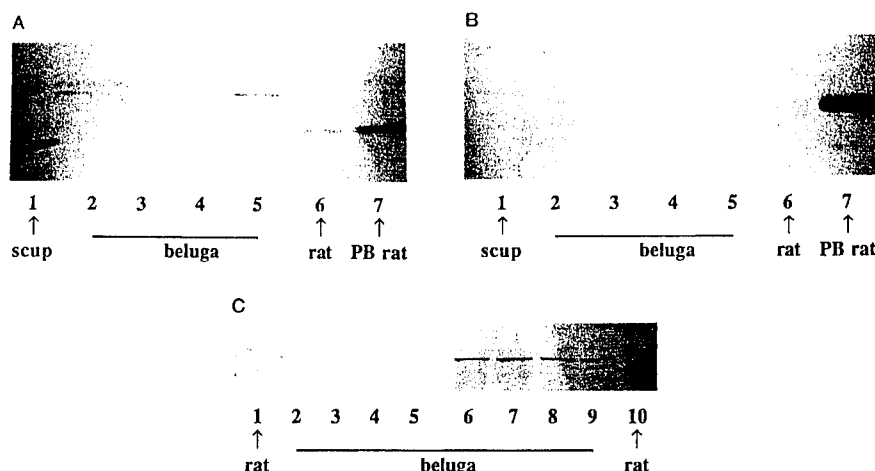 A
B
1 2 3 4 5 6 7
scup beluga rat PB rat
1 2 3 4 5 6 7
scup beluga rat PB rat
C
1 2 3 4 5 6 7 8 9 10
rat beluga rat